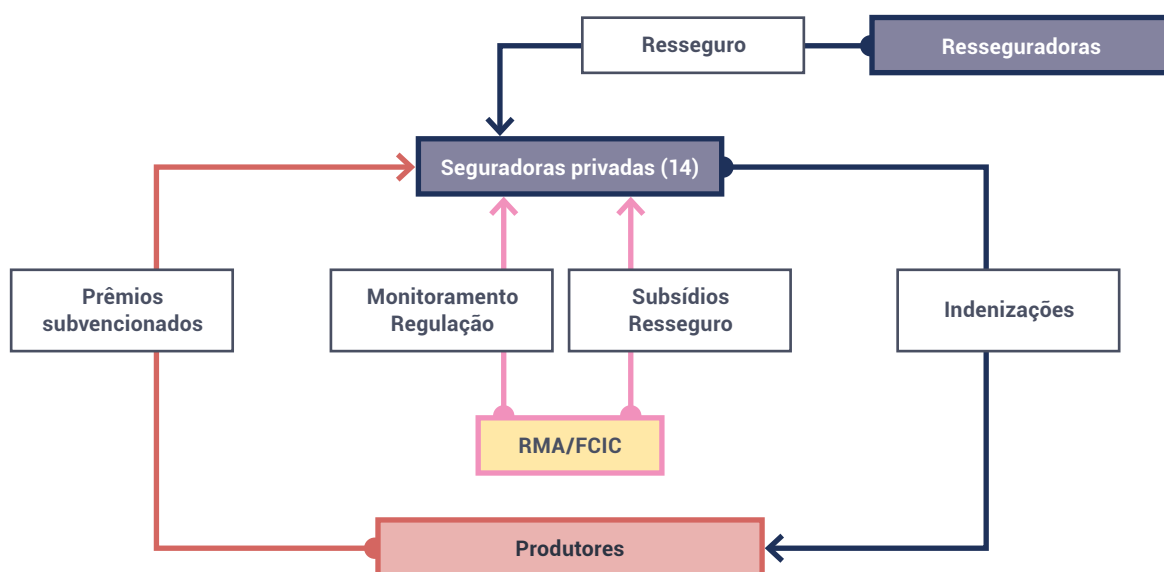 Resseguro
Resseguradoras
Seguradoras privadas (14)
Prêmios
subvencionados
Monitoramento
Regulação
Subsídios
Resseguro
Indenizações
RMA/FCIC
Produtores